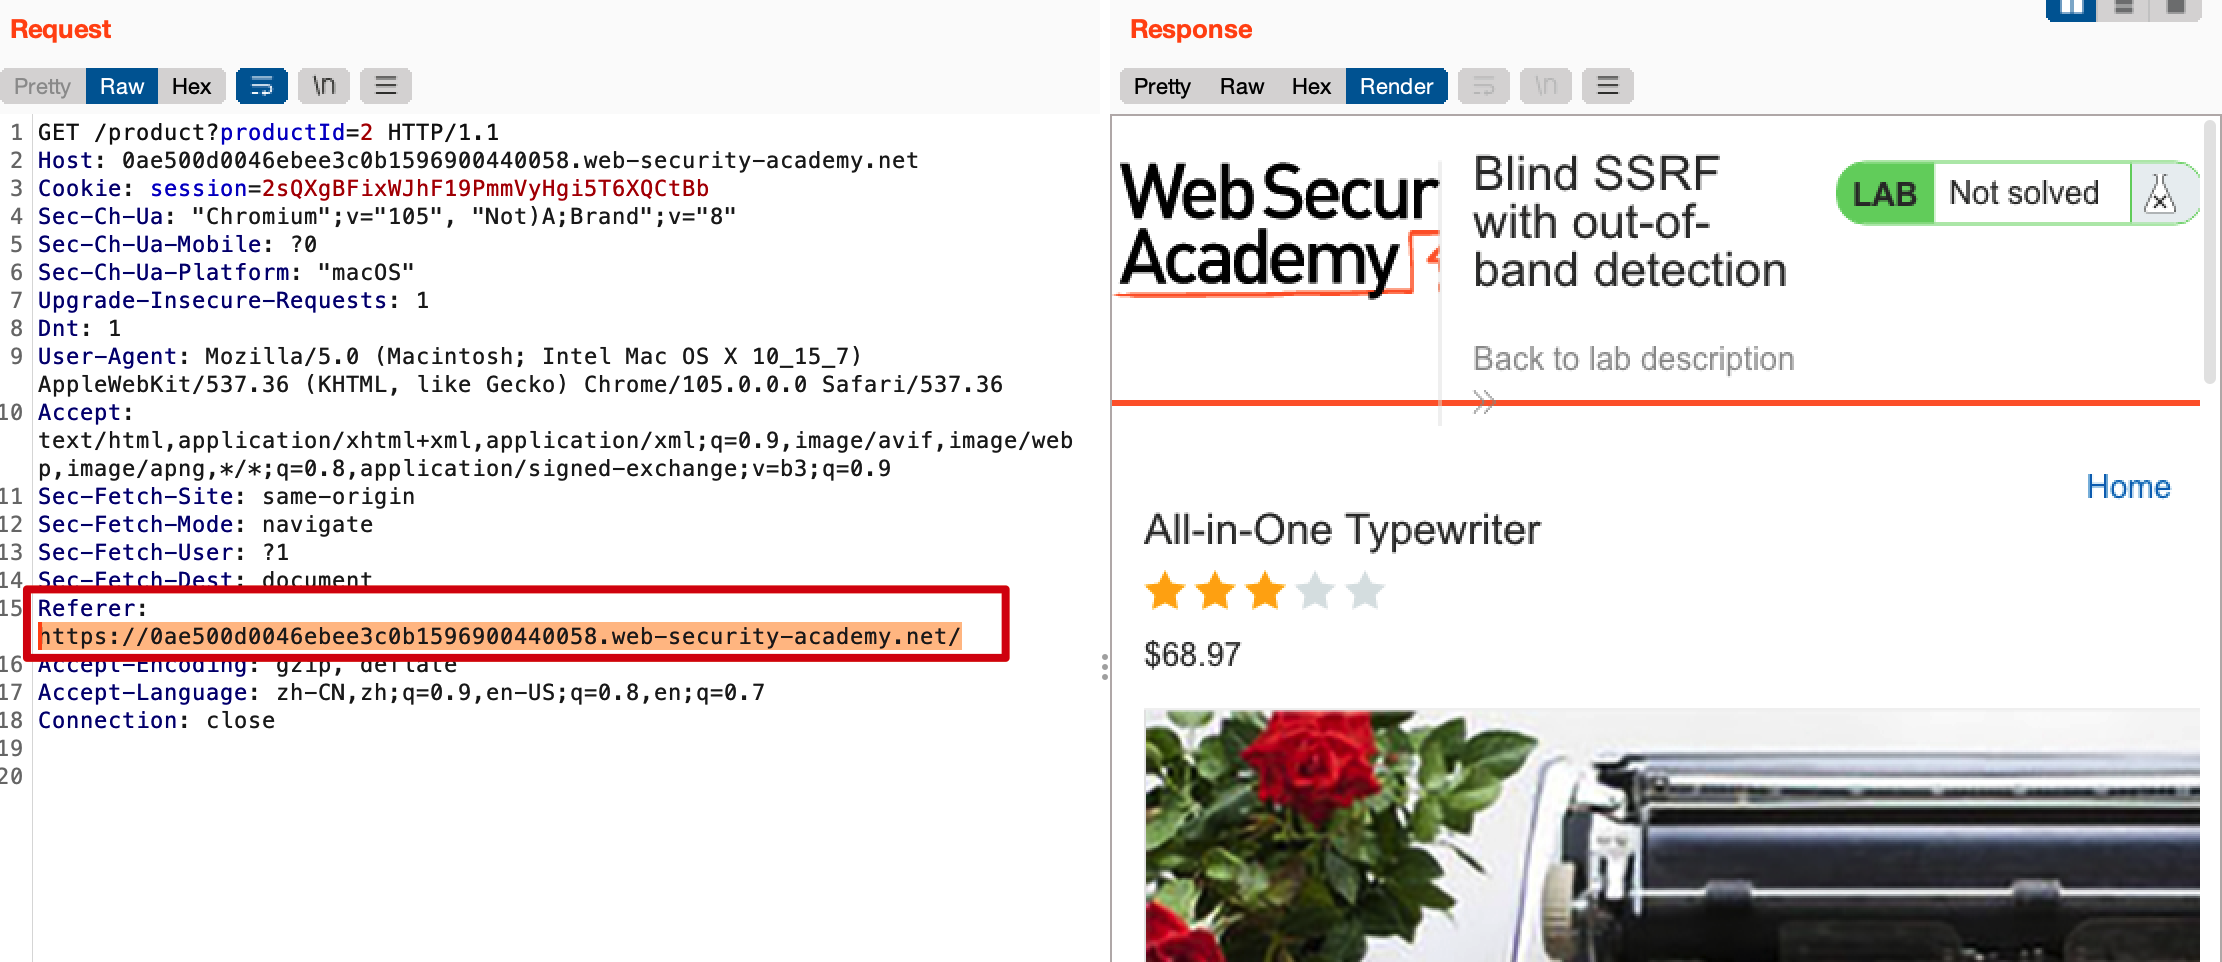 Request
Pretty Raw Hex \n
1 GET /product?productId=2 HTTP/1.1
2 Host: 0ae500d0046ebee3c0b1596900440058.web-security-academy.net
3 Cookie: session=2sQXgBFixWJhF19PmmVyHgi5T6XQCtBb
4 Sec-Ch-Ua: "Chromium";v="105", "Not)A;Brand";v="8"
5 Sec-Ch-Ua-Mobile: ?0
6 Sec-Ch-Ua-Platform: "macOS"
7 Upgrade-Insecure-Requests: 1
8 Dnt: 1
9 User-Agent: Mozilla/5.0 (Macintosh; Intel Mac OS X 10_15_7)
AppleWebKit/537.36 (KHTML, like Gecko) Chrome/105.0.0.0 Safari/537.36
10 Accept:
text/html,application/xhtml+xml,application/xml;q=0.9,image/avif,image/web
p,image/apng,*/*;q=0.8,application/signed-exchange;v=b3;q=0.9
11 Sec-Fetch-Site: same-origin
12 Sec-Fetch-Mode: navigate
13 Sec-Fetch-User: ?1
14 Sec-Fetch-Dest: document
15 Referer:
https://0ae500d0046ebee3c0b1596900440058.web-security-academy.net/
16 Accept-Encoding: gzip, deflate
17 Accept-Language: zh-CN,zh;q=0.9,en-US;q=0.8,en;q=0.7
18 Connection: close
19
20
Response
Pretty Raw Hex Render \n
Web Secur
Academy
Blind SSRF
with out-of-
band detection
LAB Not solved
Back to lab description
Home
All-in-One Typewriter
$68.97